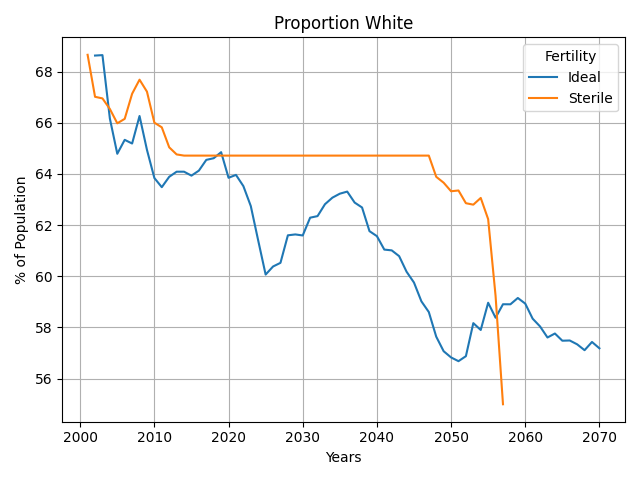 Proportion White
% of Population
68
66
64
62
60
58
56
Fertility
Ideal
Sterile
2000 2010 2020 2030 2040 2050 2060 2070
Years